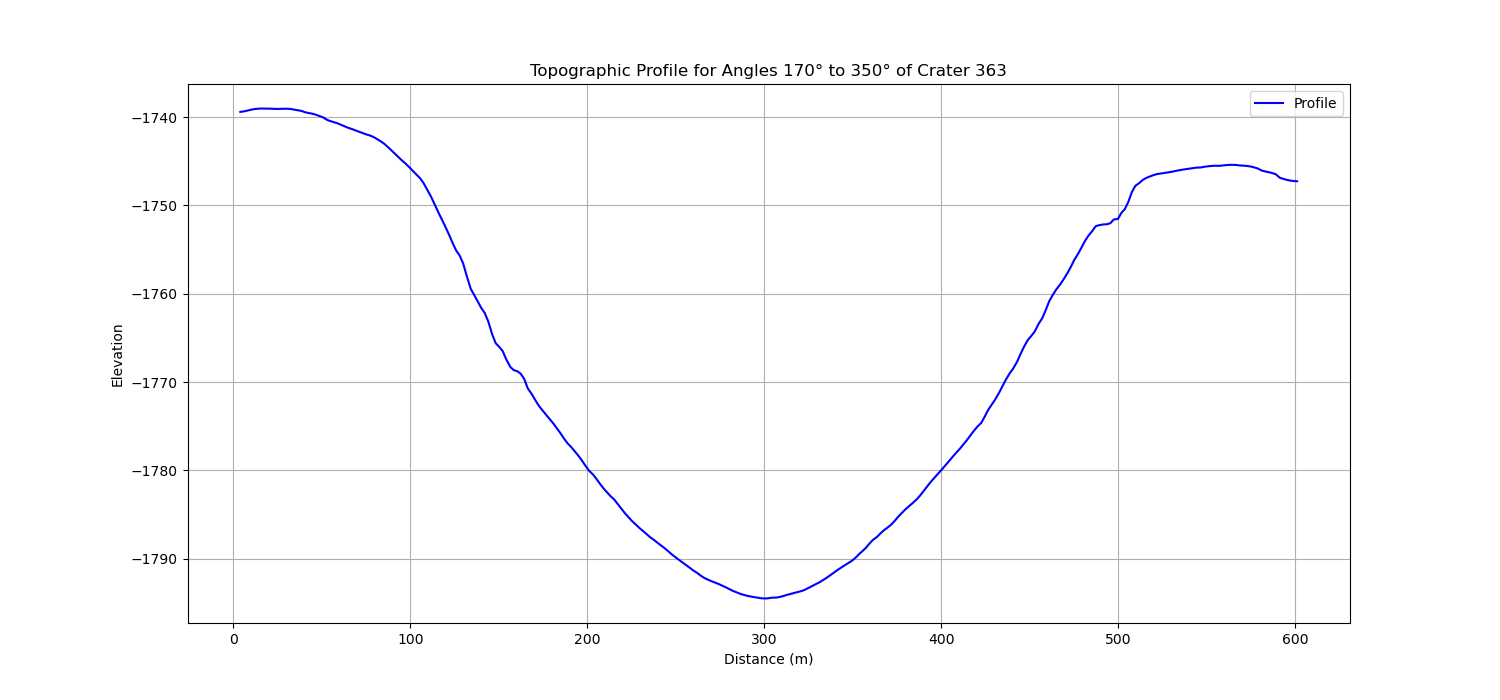 Topographic Profile for Angles 170° to 350° of Crater 363
Profile
−1740
−1750
−1760
−1770
−1780
−1790
Elevation
0 100 200 300 400 500 600
Distance (m)